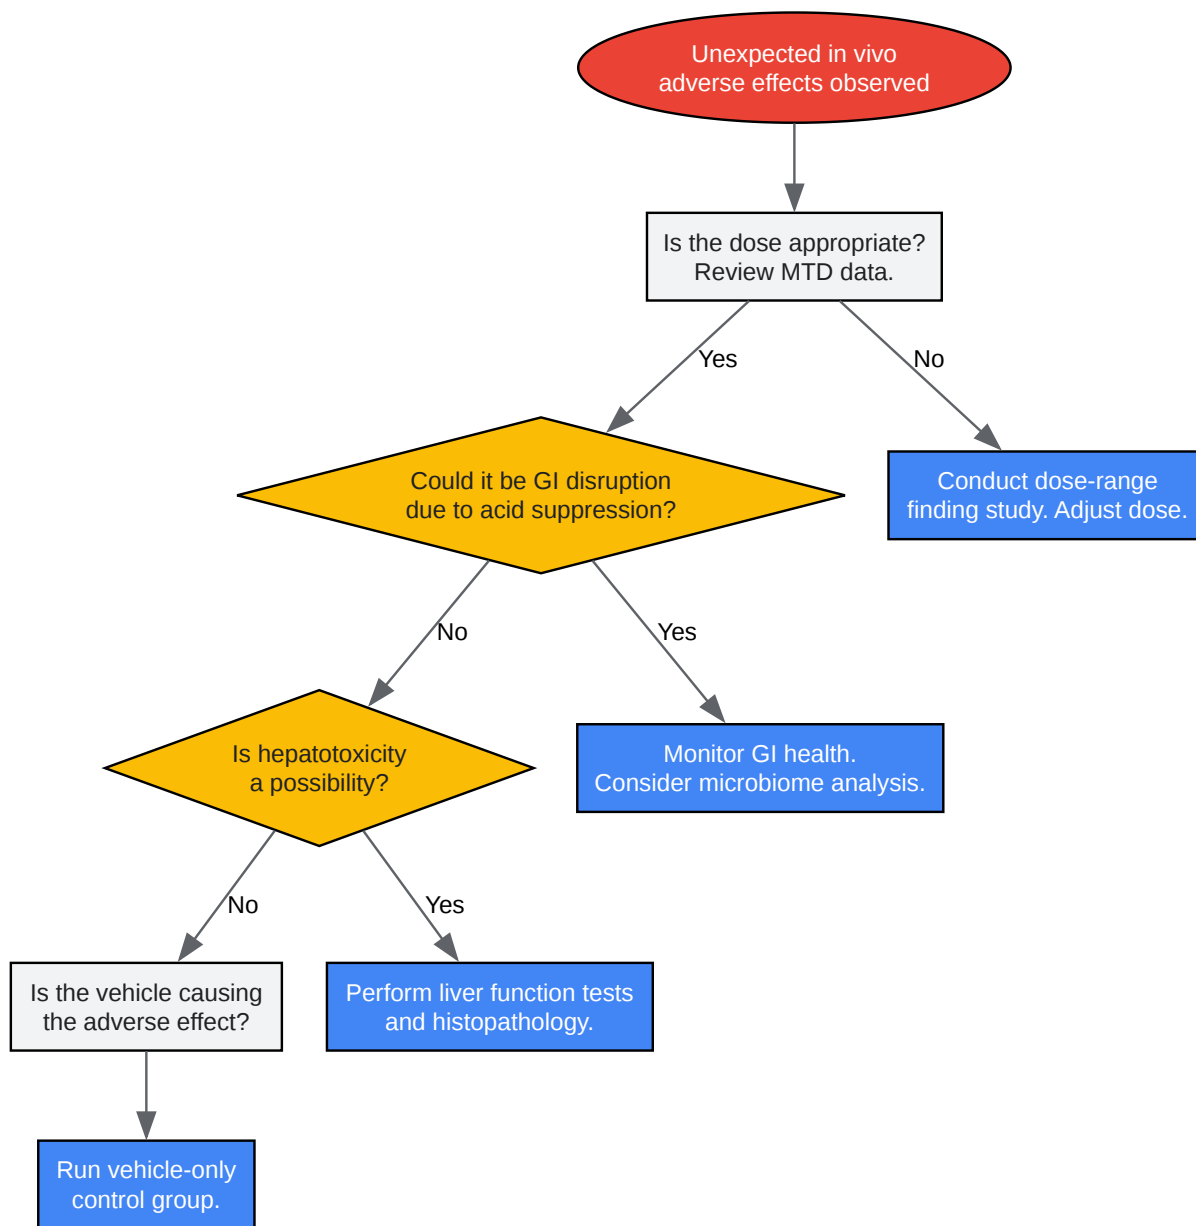 Unexpected in vivo
adverse effects observed
Is the dose appropriate?
Review MTD data.
Yes
No
Could it be GI disruption
due to acid suppression?
Conduct dose-range
finding study. Adjust dose.
No
Yes
Is hepatotoxicity
a possibility?
Monitor GI health.
Consider microbiome analysis.
No
Yes
Is the vehicle causing
the adverse effect?
Perform liver function tests
and histopathology.
Run vehicle-only
control group.